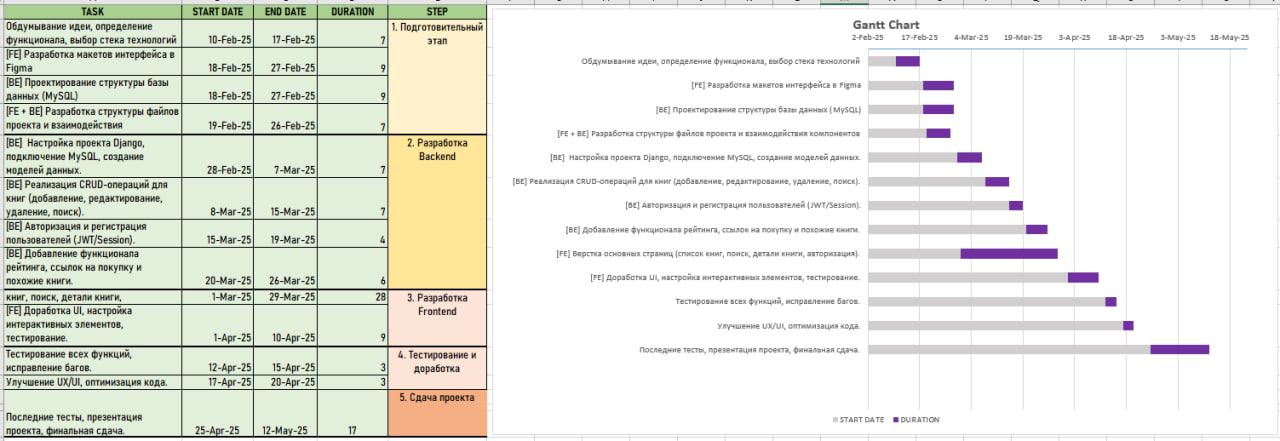 TASK START DATE END DATE DURATION STEP
Обдумывание идеи, определение
функционала, выбор стека технологий 10-Feb-25 17-Feb-25 7
1. Подготовительный
этап
[FE] Разработка макетов интерфейса в
Figma 18-Feb-25 27-Feb-25 9
[BE] Проектирование структуры базы
данных (MySQL) 18-Feb-25 27-Feb-25 9
[FE + BE] Разработка структуры файлов
проекта и взаимодействия 19-Feb-25 26-Feb-25 7
[BE] Настройка проекта Django,
подключение MySQL, создание
моделей данных. 28-Feb-25 7-Mar-25 7
2. Разработка
Backend
[BE] Реализация CRUD-операций для
книг (добавление, редактирование,
удаление, поиск). 8-Mar-25 15-Mar-25 7
[BE] Авторизация и регистрация
пользователей (JWT/Session). 15-Mar-25 19-Mar-25 4
[BE] Добавление функционала
рейтинга, ссылок на покупку и
похожие книги. 20-Mar-25 26-Mar-25 6
книг, поиск, детали книги, 1-Mar-25 29-Mar-25 28
3. Разработка
Frontend
[FE] Доработка UI, настройка
интерактивных элементов,
тестирование. 1-Apr-25 10-Apr-25 9
Тестирование всех функций,
исправление багов. 12-Apr-25 15-Apr-25 3
4. Тестирование и
доработка
Улучшение UX/UI, оптимизация кода. 17-Apr-25 20-Apr-25 3
5. Сдача проекта
Последние тесты, презентация
проекта, финальная сдача. 25-Apr-25 12-May-25 17
Gantt Chart
2-Feb-25 17-Feb-25 4-Mar-25 19-Mar-25 3-Apr-25 18-Apr-25 3-May-25 18-May-25
Обдумывание идеи, определение функционала, выбор стека технологий
[FE] Разработка макетов интерфейса в Figma
[BE] Проектирование структуры базы данных (MySQL)
[FE + BE] Разработка структуры файлов проекта и взаимодействия компонентов
[BE] Настройка проекта Django, подключение MySQL, создание моделей данных.
[BE] Реализация CRUD-операций для книг (добавление, редактирование, удаление, поиск).
[BE] Авторизация и регистрация пользователей (JWT/Session).
[BE] Добавление функционала рейтинга, ссылок на покупку и похожие книги.
[FE] Верстка основных страниц (список книг, поиск, детали книги, авторизация).
[FE] Доработка UI, настройка интерактивных элементов, тестирование.
Тестирование всех функций, исправление багов.
Улучшение UX/UI, оптимизация кода.
Последние тесты, презентация проекта, финальная сдача.
START DATE DURATION